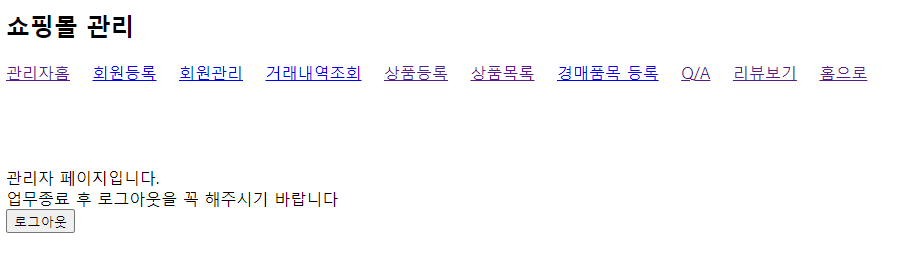 쇼핑몰 관리
관리자홈 회원등록 회원관리 거래내역조회 상품등록 상품목록 경매품목 등록 Q/A 리뷰보기 홈으로
관리자 페이지입니다.
업무종료 후 로그아웃을 꼭 해주시기 바랍니다
로그아웃